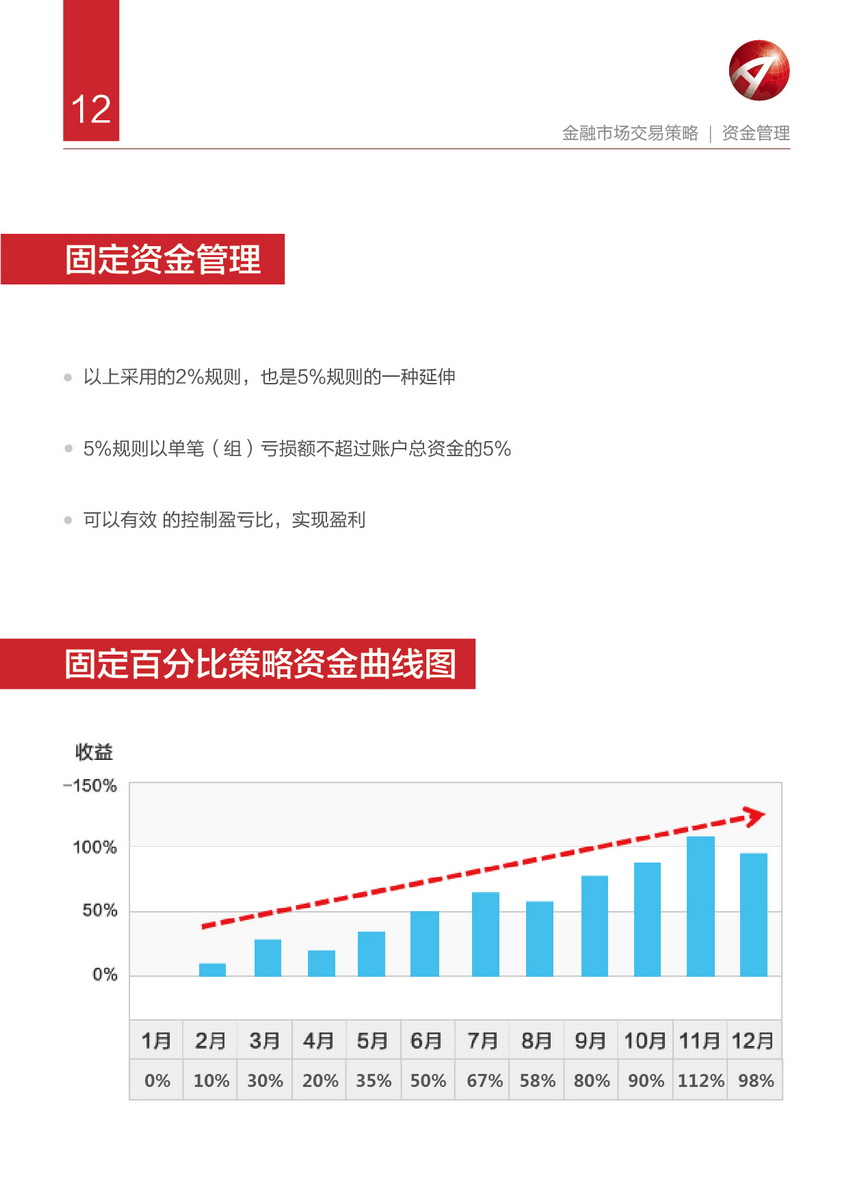 12
金融市场交易策略 | 资金管理
固定资金管理
以上采用的2%规则，也是5%规则的一种延伸
5%规则以单笔（组）亏损额不超过账户总资金的5%
可以有效 的控制盈亏比，实现盈利
固定百分比策略资金曲线图
收益
150%
100%
50%
0%
1月 2月 3月 4月 5月 6月 7月 8月 9月 10月 11月 12月
0% 10% 30% 20% 35% 50% 67% 58% 80% 90% 112% 98%